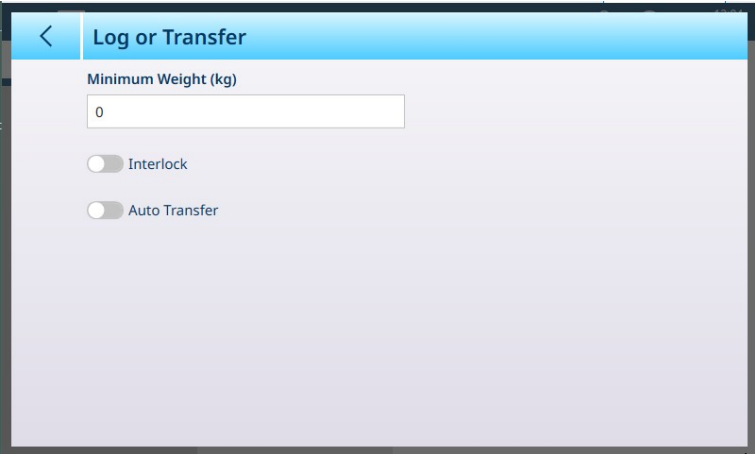 Log or Transfer
Minimum Weight (kg)
0
Interlock
Auto Transfer